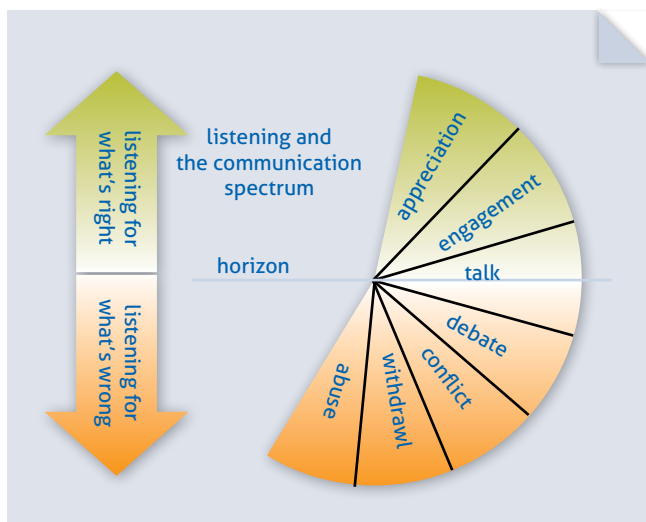 listening for
what's right
listening and
the communication
spectrum
horizon
listening for
what's wrong
appreciation
engagement
talk
debate
conflict
withdrawl
abuse